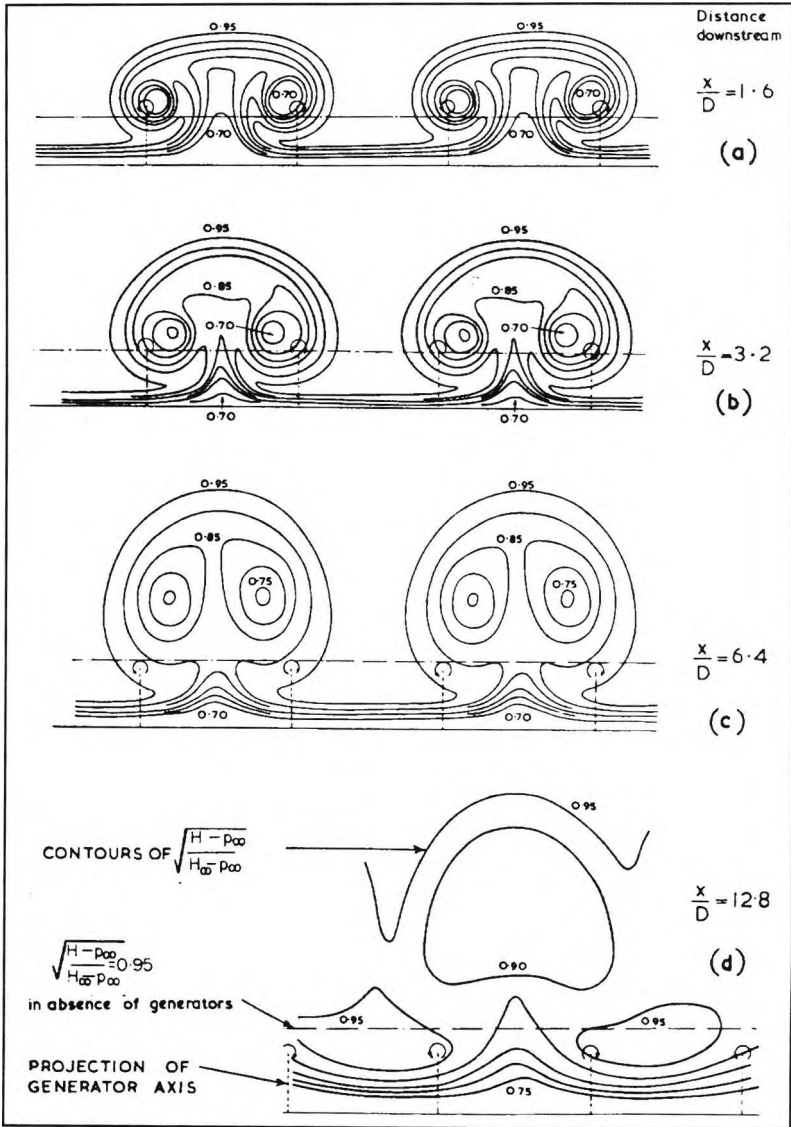 Distance
downstream
0·95 0·95
x/D = 1·6
0·70 0·70
0·70 0·70
(a)
0·95 0·95
0·85 0·85
0·70 0·70
x/D = 3·2
(b)
0·70 0·70
0·95 0·95
0·85 0·85
0·75 0·75
x/D = 6·4
(c)
0·70 0·70
0·95
CONTOURS OF √(H − p∞ / H∞ − p∞)
x/D = 12·8
(d)
√(H − p∞ / H∞ − p∞) = 0·95
in absence of generators
0·90
0·95 0·95
PROJECTION OF
GENERATOR AXIS
0·75